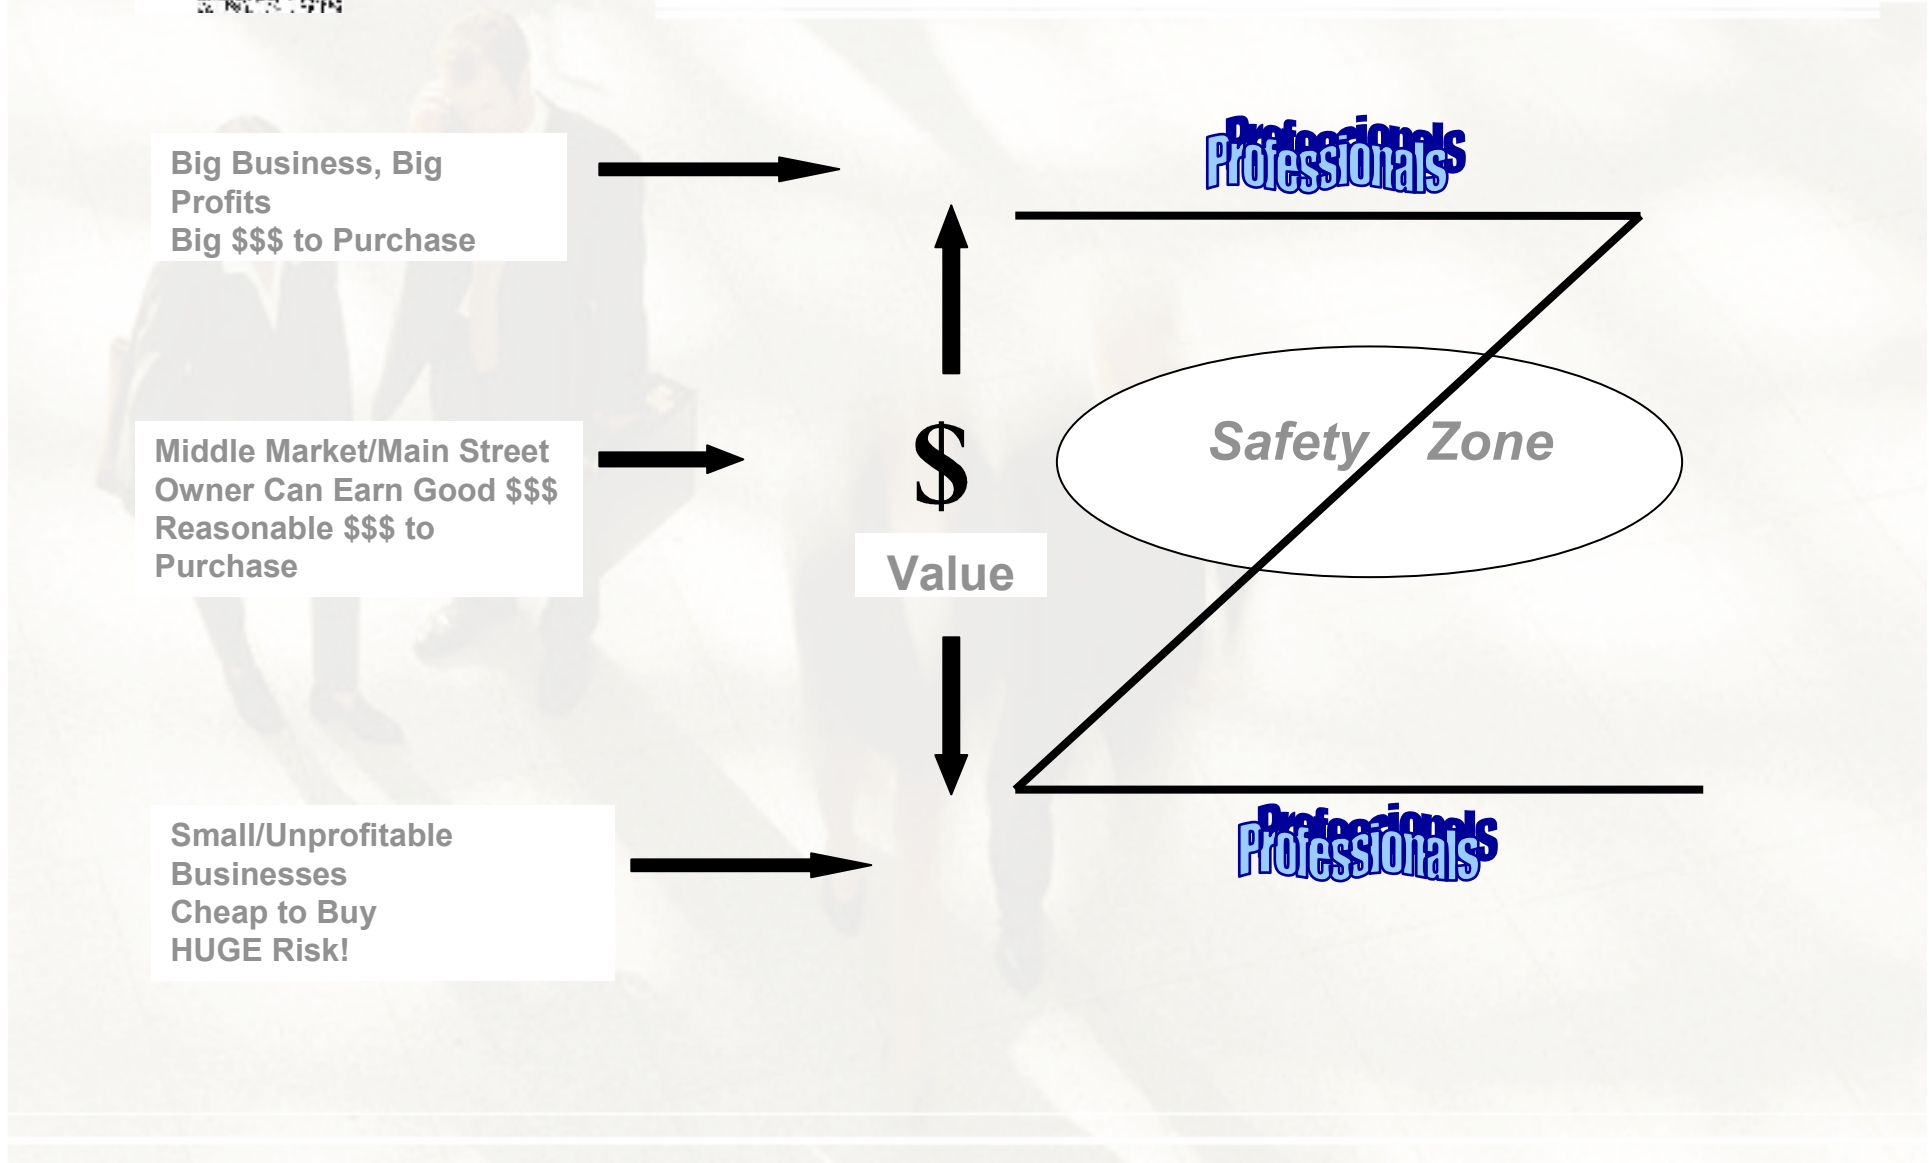 Big Business, Big
Profits
Big $$$ to Purchase
Professionals
Middle Market/Main Street
Owner Can Earn Good $$$
Reasonable $$$ to
Purchase
$
Value
Safety Zone
Small/Unprofitable
Businesses
Cheap to Buy
HUGE Risk!
Professionals